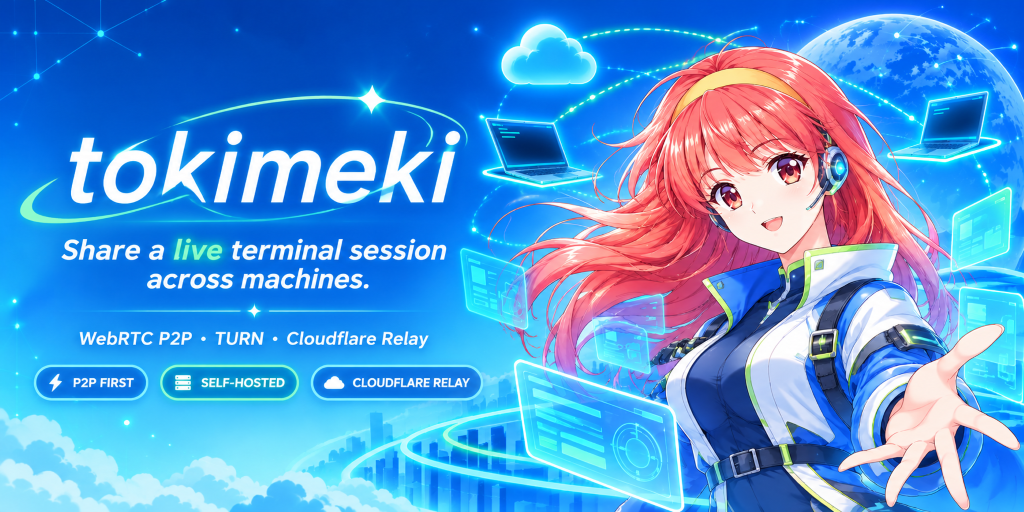 tokimeki
Share a live terminal session
across machines.
WebRTC P2P • TURN • Cloudflare Relay
P2P FIRST
SELF-HOSTED
CLOUDFLARE RELAY